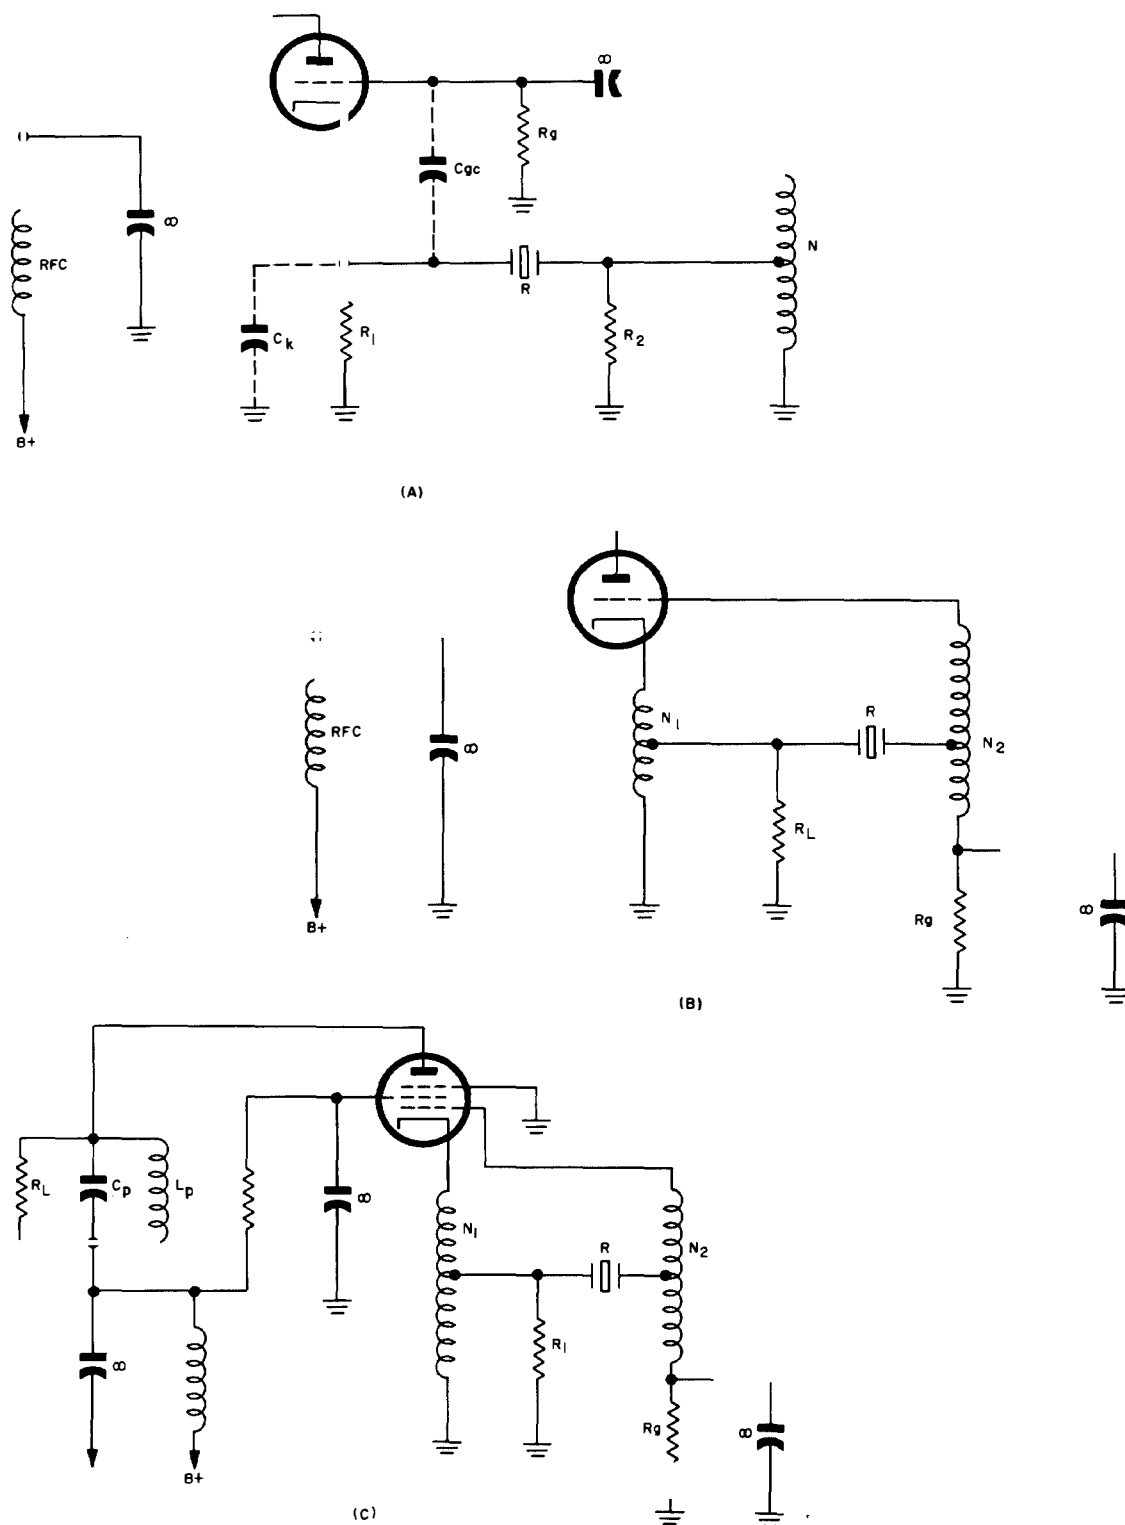 ∞
Rg
Cgc
∞
RFC
N
R
R2
Ck
R1
B+
(A)
R
N1
RFC
∞
N2
RL
Rg
∞
B+
(B)
RL
Cp
Lp
∞
N1
R
N2
R1
∞
Rg
∞
B+
(C)